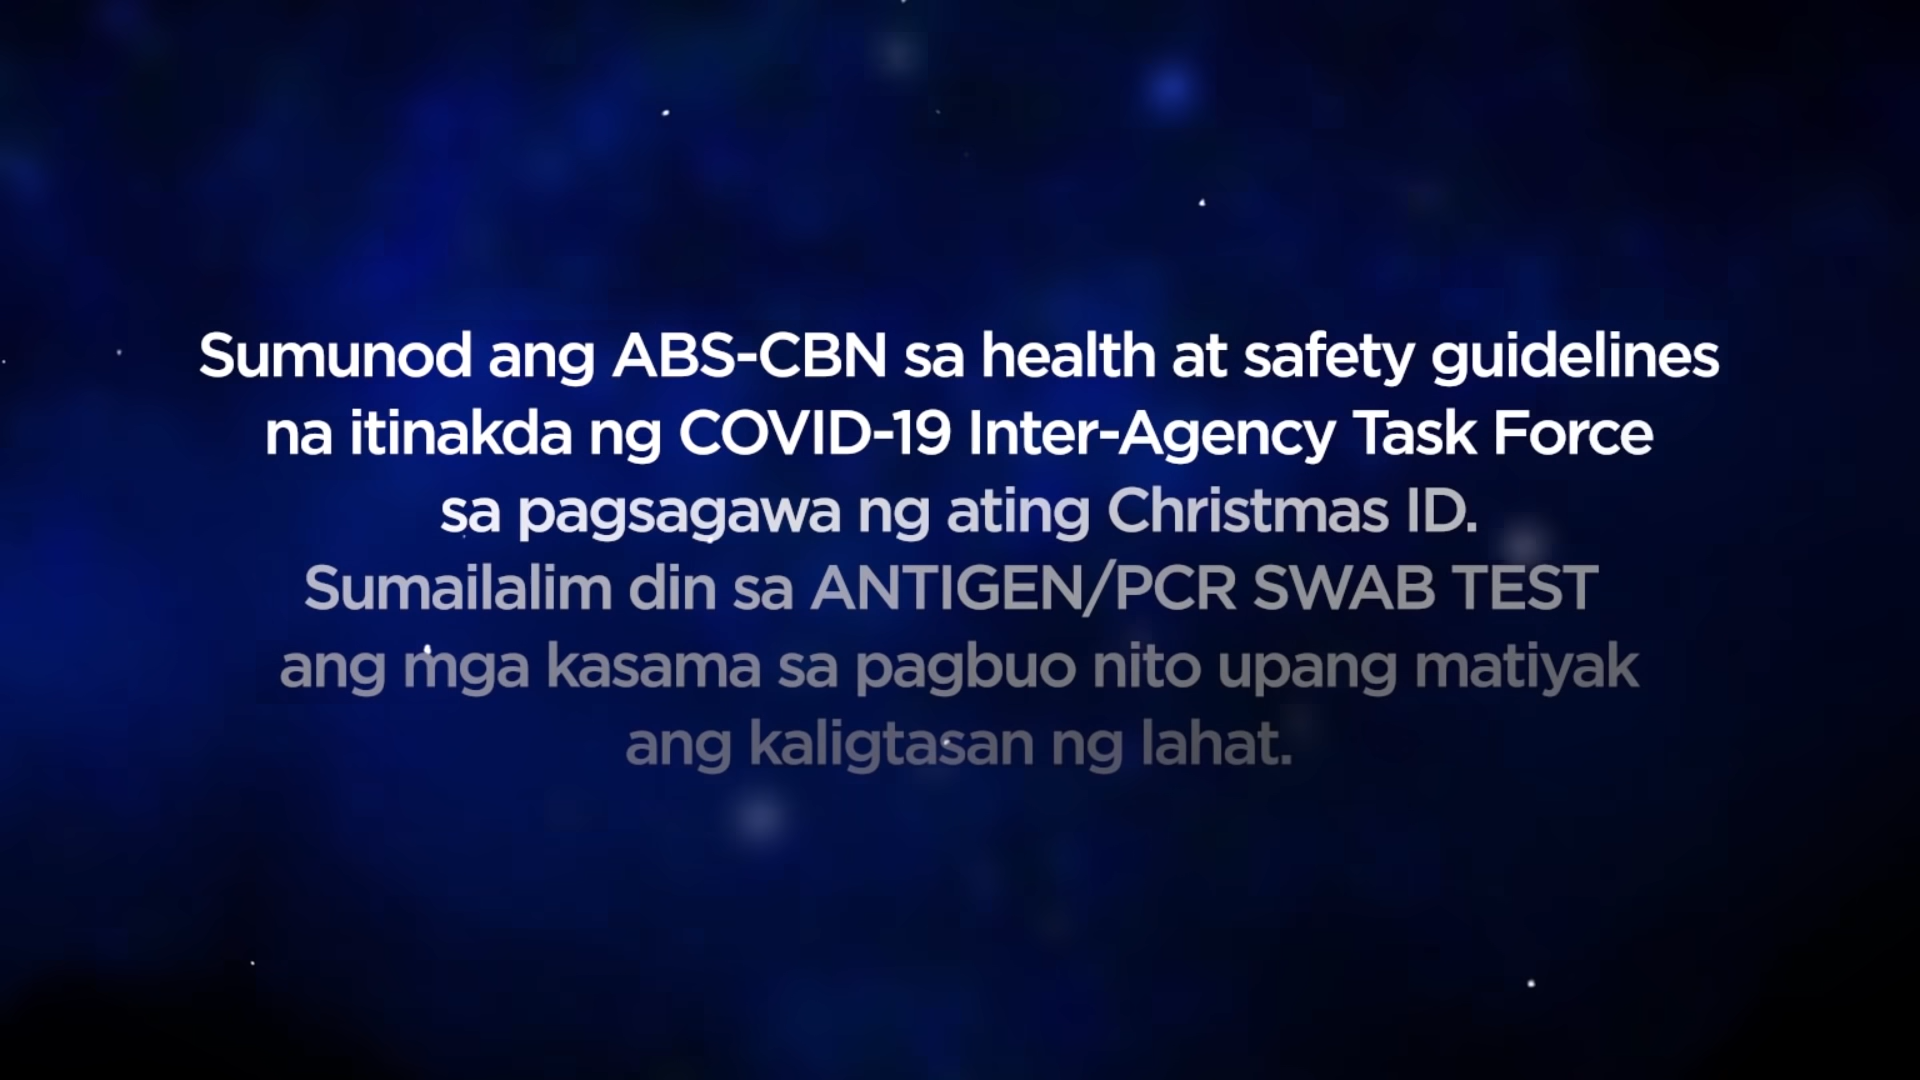 Sumunod ang ABS-CBN sa health at safety guidelines
na itinakda ng COVID-19 Inter-Agency Task Force
sa pagsagawa ng ating Christmas ID.
Sumailalim din sa ANTIGEN/PCR SWAB TEST
ang mga kasama sa pagbuo nito upang matiyak
ang kaligtasan ng lahat.